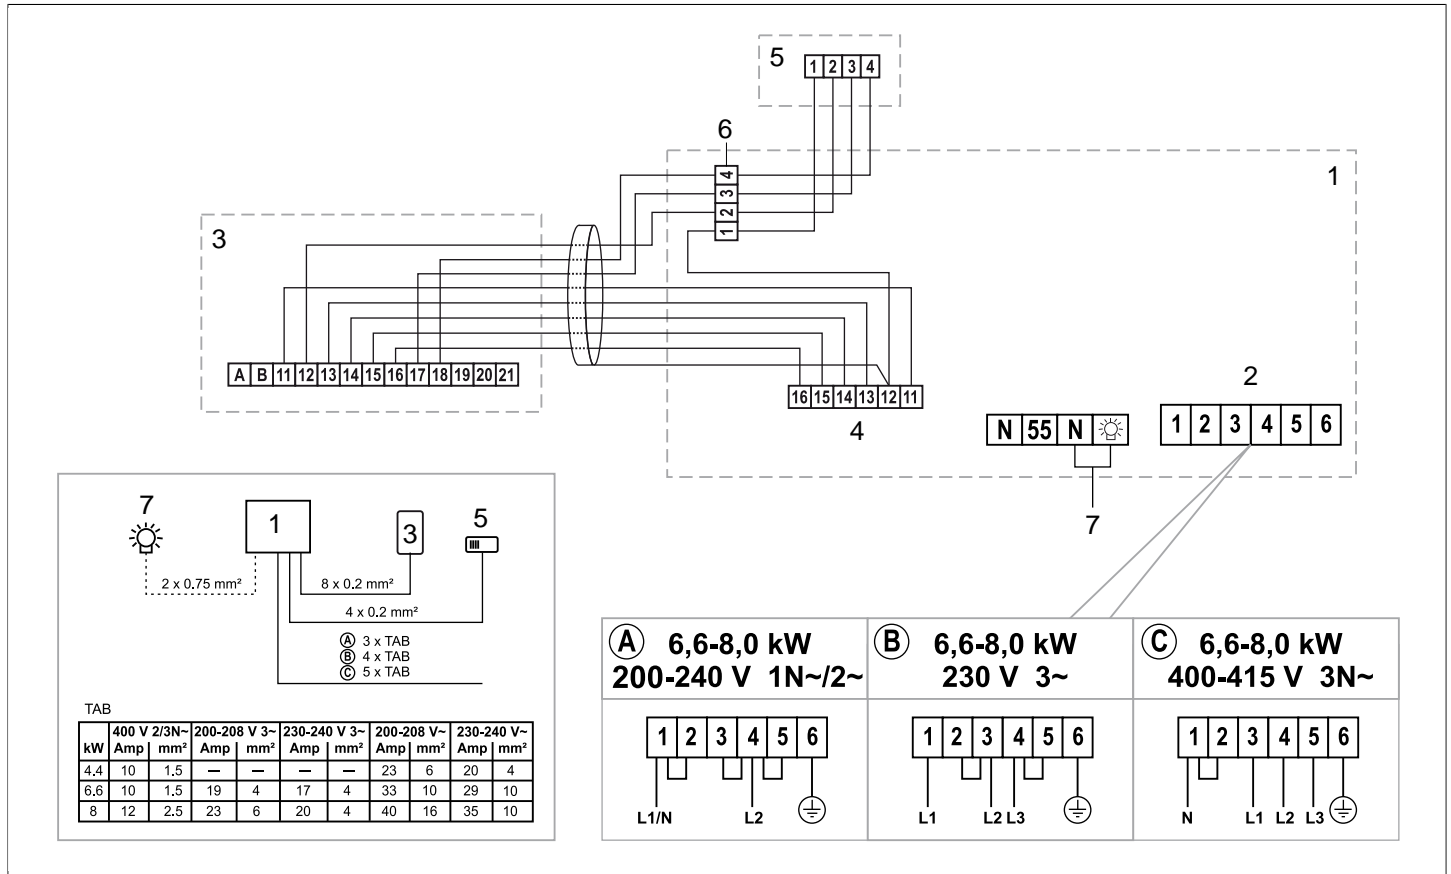 5
1 2 3 4
6
4
3
2
1
1
3
A B 11 12 13 14 15 16 17 18 19 20 21
16 15 14 13 12 11
4
N 55 N
7
2
1 2 3 4 5 6
7
1
3
5
2 x 0.75 mm²
8 x 0.2 mm²
4 x 0.2 mm²
A 3 x TAB
B 4 x TAB
C 5 x TAB
TAB
400 V 2/3N~ 200-208 V 3~ 230-240 V 3~ 200-208 V~ 230-240 V~
kW Amp mm² Amp mm² Amp mm² Amp mm² Amp mm²
4.4 10 1.5 — — — — 23 6 20 4
6.6 10 1.5 19 4 17 4 33 10 29 10
8 12 2.5 23 6 20 4 40 16 35 10
A 6,6-8,0 kW
200-240 V 1N~/2~
1 2 3 4 5 6
L1/N L2
B 6,6-8,0 kW
230 V 3~
1 2 3 4 5 6
L1 L2 L3
C 6,6-8,0 kW
400-415 V 3N~
1 2 3 4 5 6
N L1 L2 L3